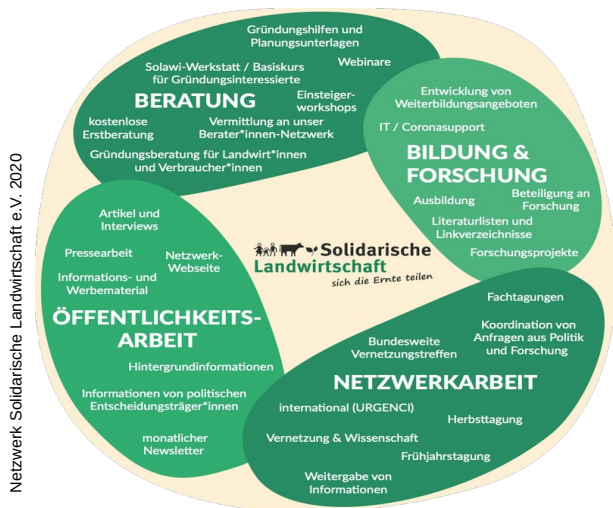 Netzwerk Solidarische Landwirtschaft e.V. 2020
Gründungshilfen und
Planungsunterlagen
Webinare
Solawi-Werkstatt / Basiskurs
für Gründungsinteressierte
BERATUNG
Einsteiger-
workshops
kostenlose
Erstberatung
Vermittlung an unser
Berater*innen-Netzwerk
Gründungsberatung für Landwirt*innen
und Verbraucher*innen
Entwicklung von
Weiterbildungsangeboten
IT / Coronasupport
BILDUNG &
FORSCHUNG
Ausbildung
Beteiligung an
Forschung
Literaturlisten und
Linkverzeichnisse
Forschungsprojekte
Solidarische
Landwirtschaft
sich die Ernte teilen
Artikel und
Interviews
Pressearbeit
Netzwerk-
Webseite
Informations- und
Werbematerial
ÖFFENTLICHKEITS-
ARBEIT
Hintergrundinformationen
Informationen von politischen
Entscheidungsträger*innen
monatlicher
Newsletter
Fachtagungen
Koordination von
Anfragen aus Politik
und Forschung
Bundesweite
Vernetzungstreffen
NETZWERKARBEIT
international (URGENCI)
Herbsttagung
Vernetzung & Wissenschaft
Frühjahrstagung
Weitergabe von
Informationen